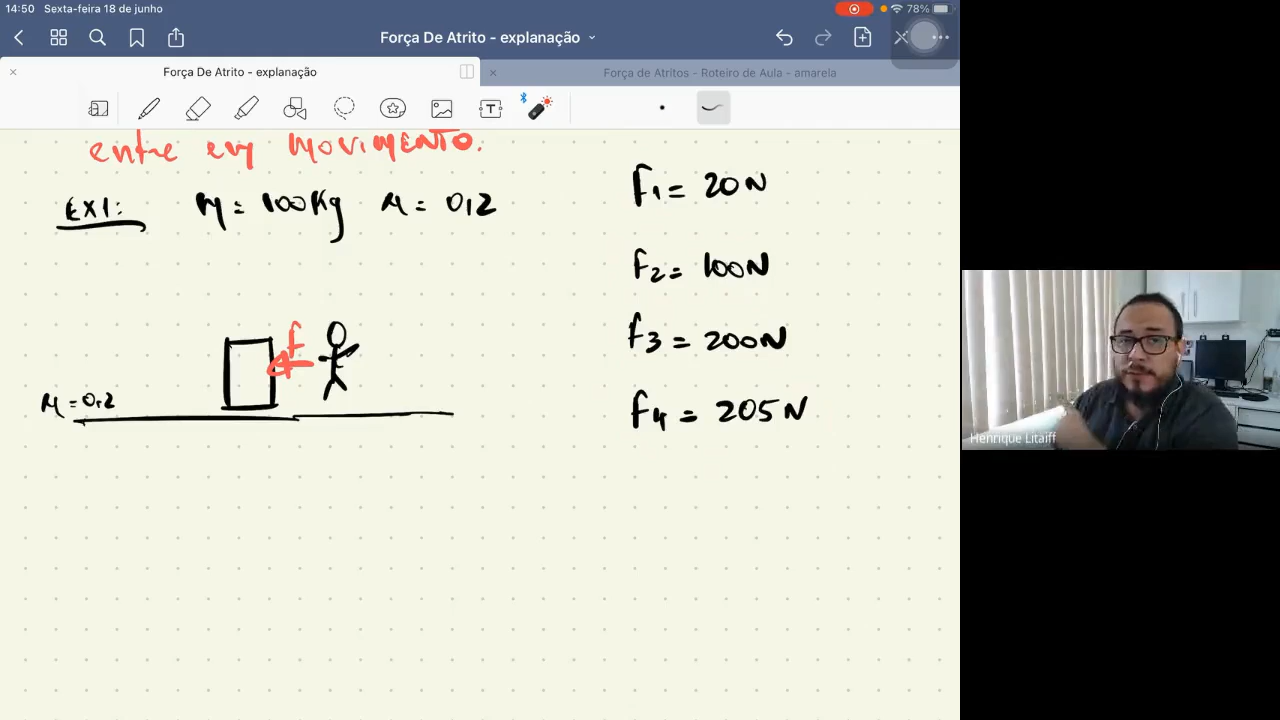 14:50 Sexta-feira 18 de junho 78%
Força De Atrito - explanação
Força De Atrito - explanação
Força de Atritos - Roteiro de Aula - amarela
entre em movimento.
EX1: M = 100Kg μ = 0,2
F1 = 20N
F2 = 100N
F3 = 200N
F4 = 205N
F
μ = 0,2
Henrique Litaiff